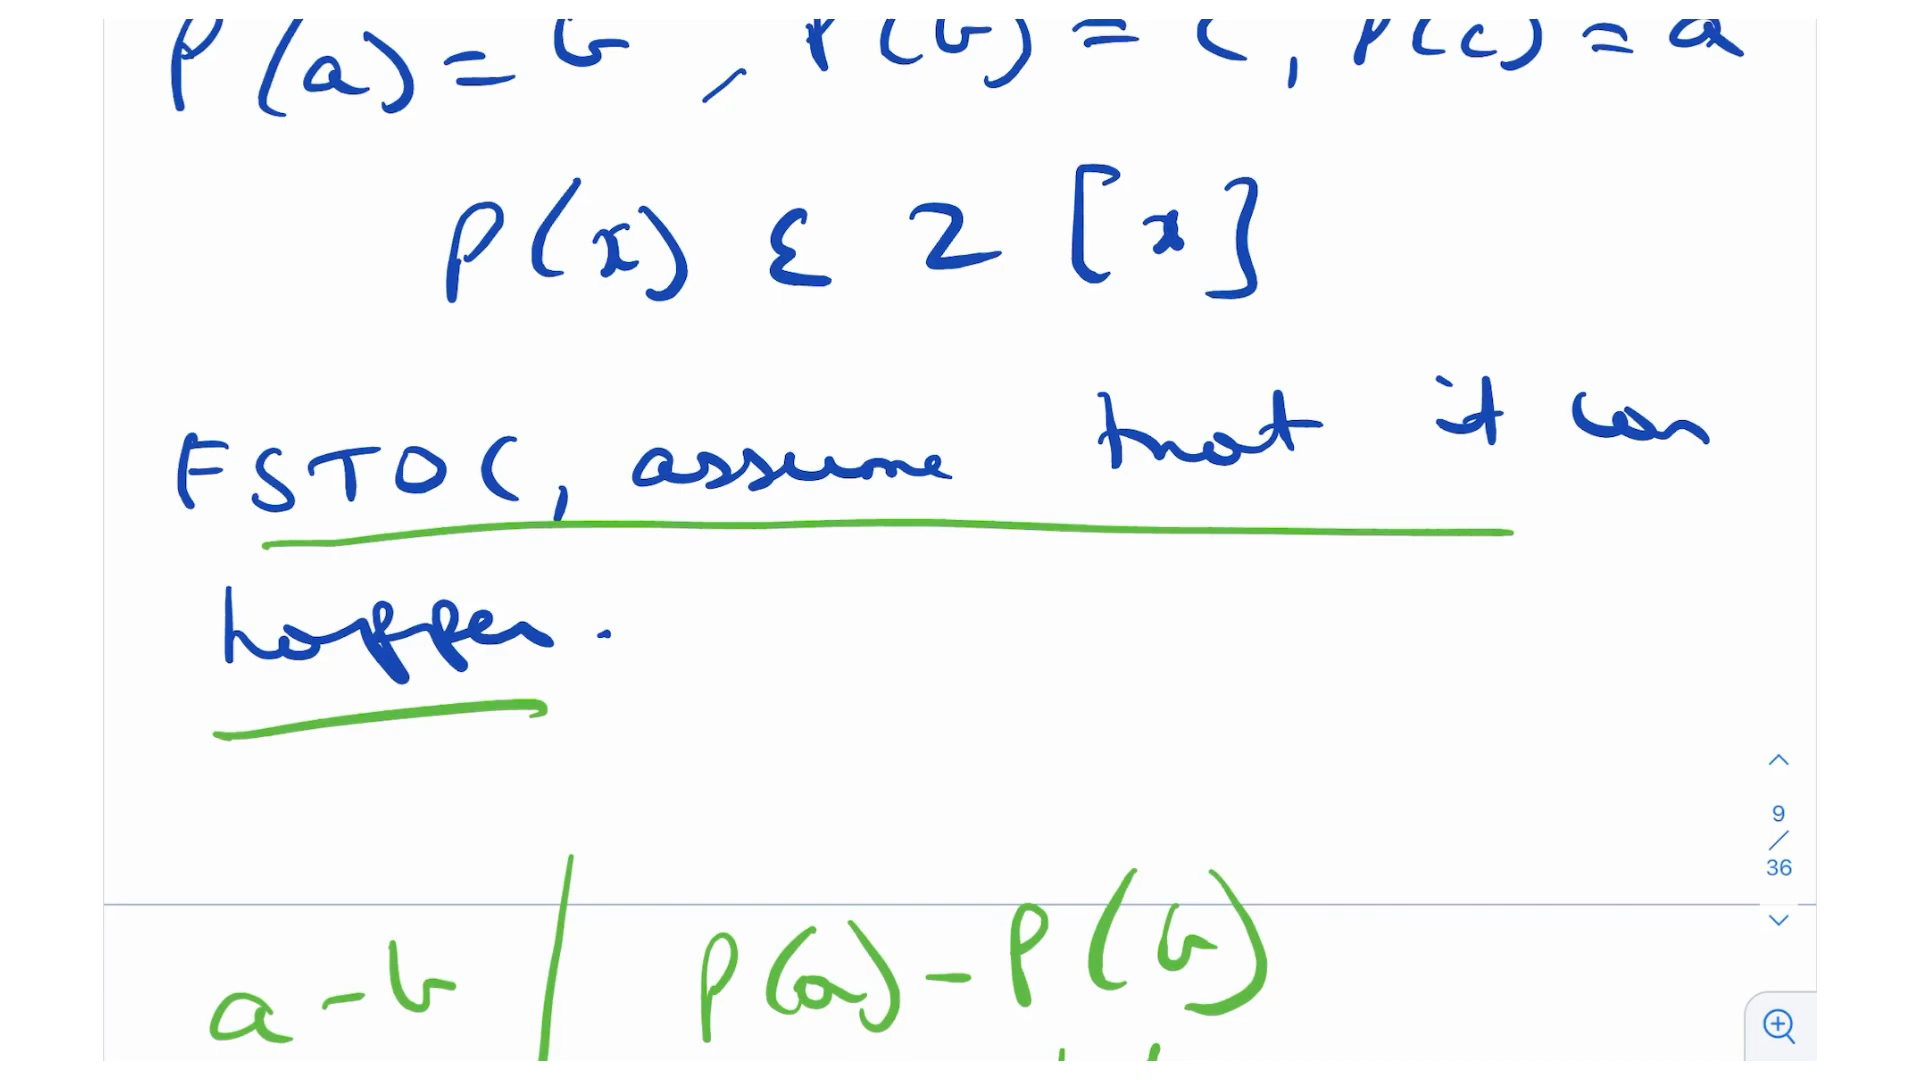 P(a) = b, P(b) = c, P(c) = a
P(x) ε Z [x]
FSTOC, assume that it can
happen.
9
/
36
a-b / P(a) - P(b)